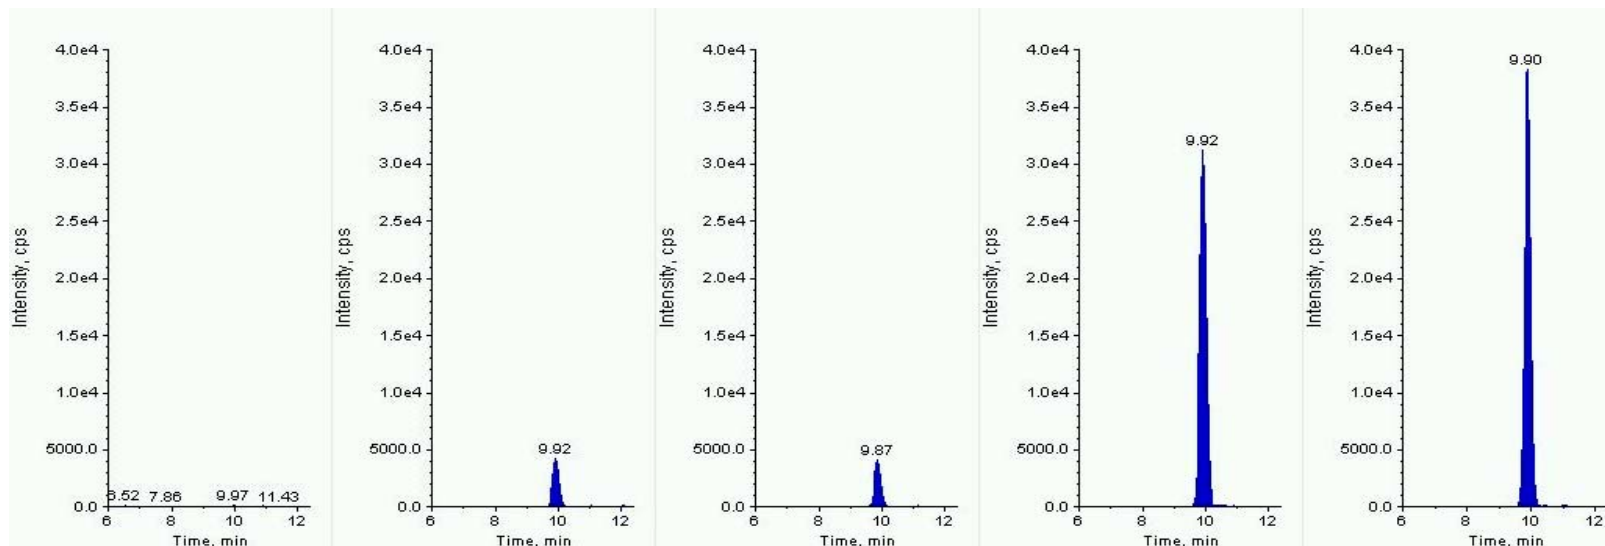 4.0e4
3.5e4
3.0e4
2.5e4
2.0e4
1.5e4
1.0e4
5000.0
0.0
Intensity, cps
6.52 7.86 9.97 11.43
6 8 10 12
Time, min
4.0e4
3.5e4
3.0e4
2.5e4
2.0e4
1.5e4
1.0e4
5000.0
0.0
Intensity, cps
9.92
6 8 10 12
Time, min
4.0e4
3.5e4
3.0e4
2.5e4
2.0e4
1.5e4
1.0e4
5000.0
0.0
Intensity, cps
9.87
6 8 10 12
Time, min
4.0e4
3.5e4
3.0e4
2.5e4
2.0e4
1.5e4
1.0e4
5000.0
0.0
Intensity, cps
9.92
6 8 10 12
Time, min
4.0e4
3.5e4
3.0e4
2.5e4
2.0e4
1.5e4
1.0e4
5000.0
0.0
Intensity, cps
9.90
6 8 10 12
Time, min